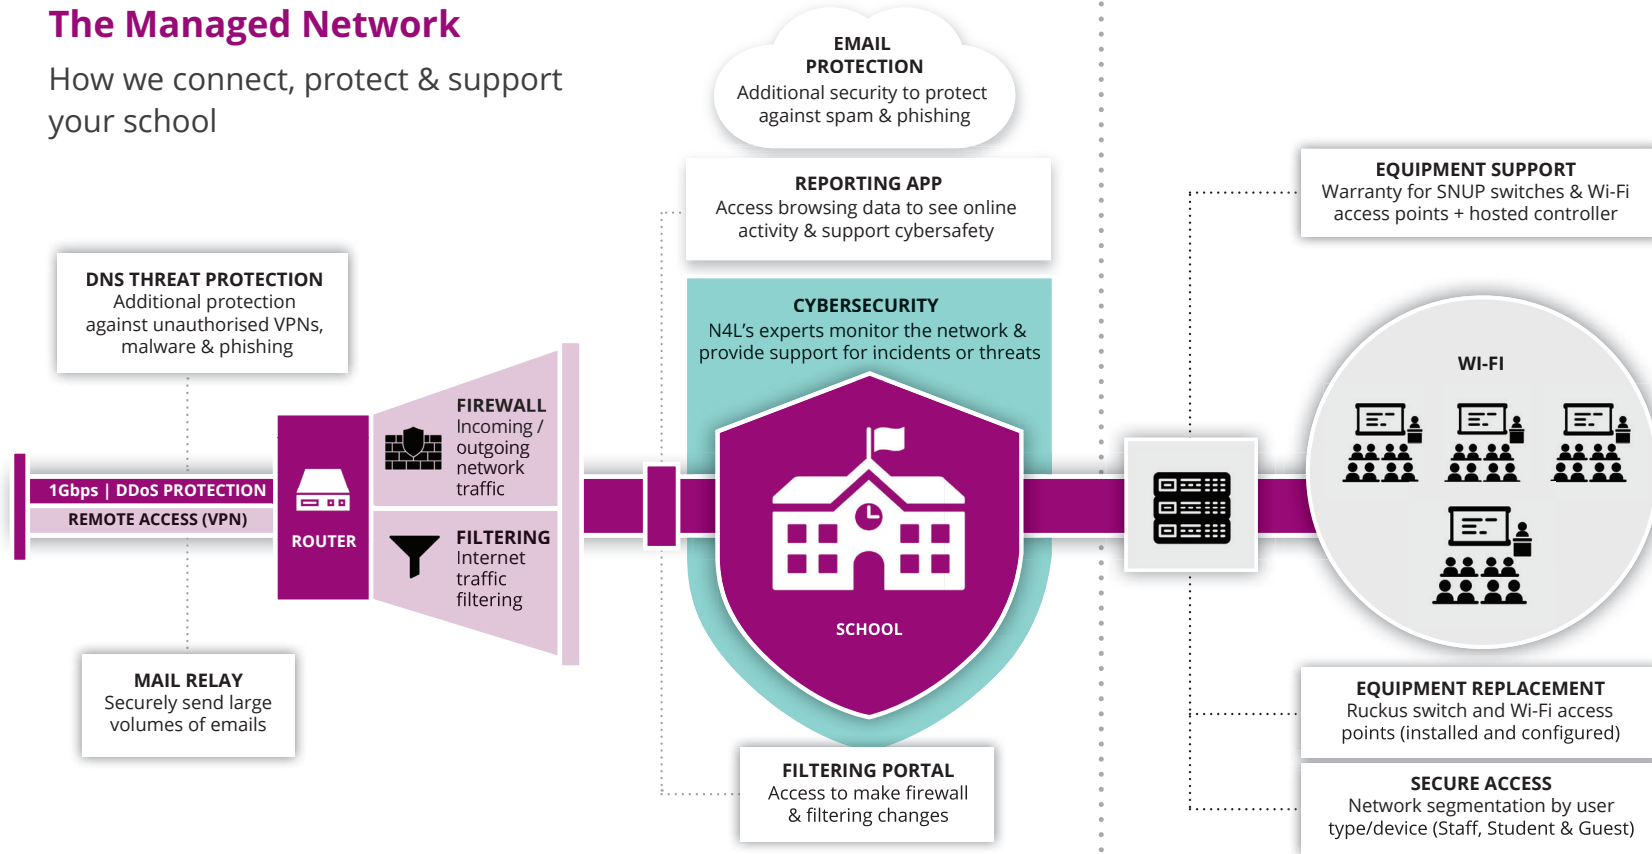 The Managed Network
How we connect, protect & support
your school
EMAIL
PROTECTION
Additional security to protect
against spam & phishing
REPORTING APP
Access browsing data to see online
activity & support cybersafety
EQUIPMENT SUPPORT
Warranty for SNUP switches & Wi-Fi
access points + hosted controller
DNS THREAT PROTECTION
Additional protection
against unauthorised VPNs,
malware & phishing
CYBERSECURITY
N4L's experts monitor the network &
provide support for incidents or threats
WI-FI
FIREWALL
Incoming /
outgoing
network
traffic
1Gbps | DDoS PROTECTION
REMOTE ACCESS (VPN)
ROUTER
FILTERING
Internet
traffic
filtering
SCHOOL
MAIL RELAY
Securely send large
volumes of emails
FILTERING PORTAL
Access to make firewall
& filtering changes
EQUIPMENT REPLACEMENT
Ruckus switch and Wi-Fi access
points (installed and configured)
SECURE ACCESS
Network segmentation by user
type/device (Staff, Student & Guest)